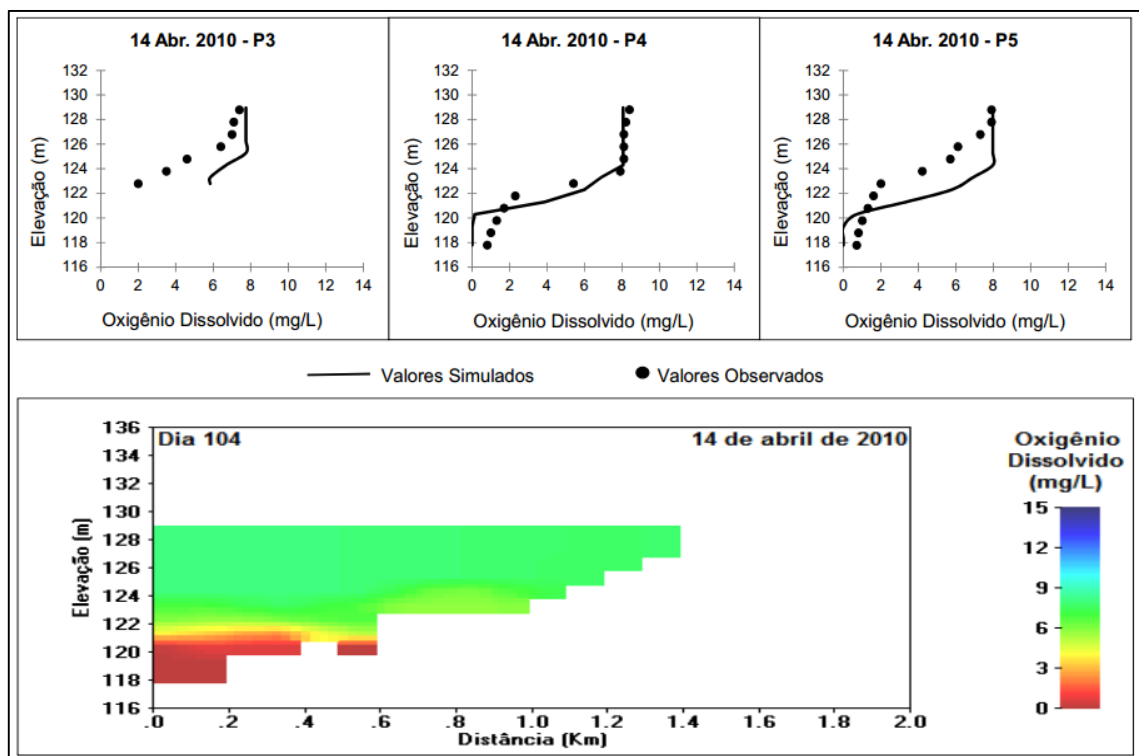 14 Abr. 2010 - P3
132
130
128
126
124
122
120
118
116
Elevação (m)
0 2 4 6 8 10 12 14
Oxigênio Dissolvido (mg/L)
14 Abr. 2010 - P4
132
130
128
126
124
122
120
118
116
Elevação (m)
0 2 4 6 8 10 12 14
Oxigênio Dissolvido (mg/L)
14 Abr. 2010 - P5
132
130
128
126
124
122
120
118
116
Elevação (m)
0 2 4 6 8 10 12 14
Oxigênio Dissolvido (mg/L)
Valores Simulados
Valores Observados
Dia 104
14 de abril de 2010
136
134
132
130
128
126
124
122
120
118
116
Elevação (m)
.0 .2 .4 .6 .8 1.0 1.2 1.4 1.6 1.8 2.0
Distância (Km)
Oxigênio
Dissolvido
(mg/L)
15
12
9
6
3
0